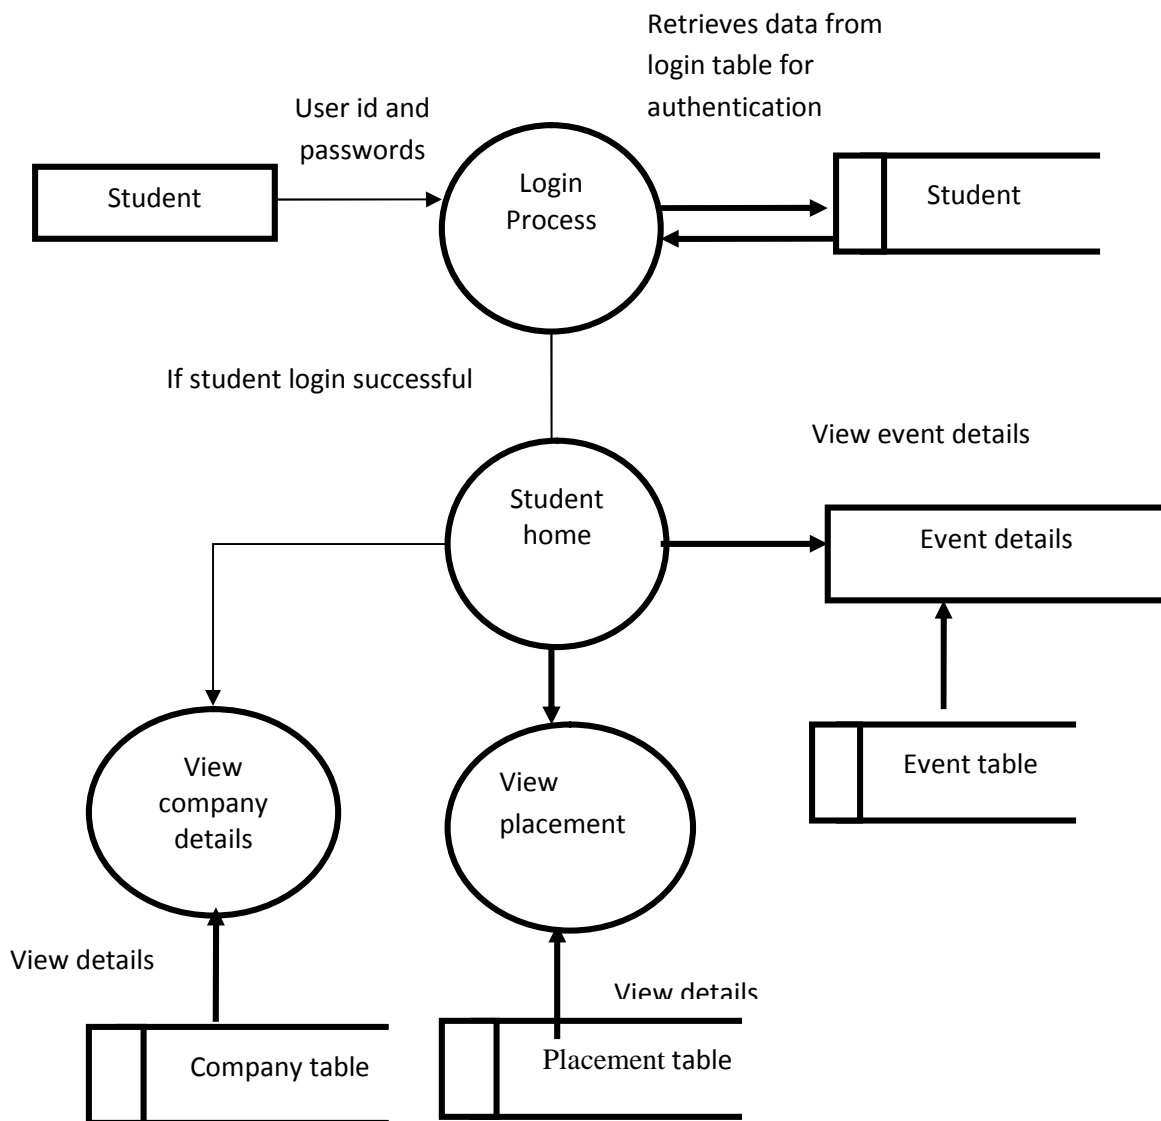 Retrieves data from
login table for
authentication
User id and
passwords
Student
Login
Process
Student
If student login successful
View event details
Student
home
Event details
View
company
details
View
placement
Event table
View details
View details
Company table
Placement table